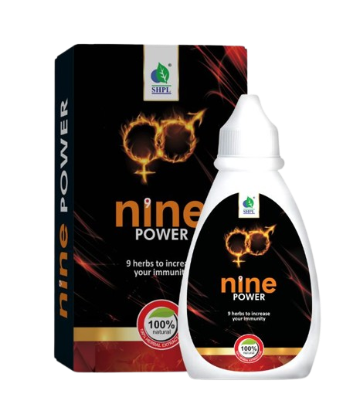 SHPL
nine
POWER
9 herbs to increa
your immunity
100%
natural
nine POWER
SHPL
nine
POWER
9 herbs to increase
your immunity
100%
natural